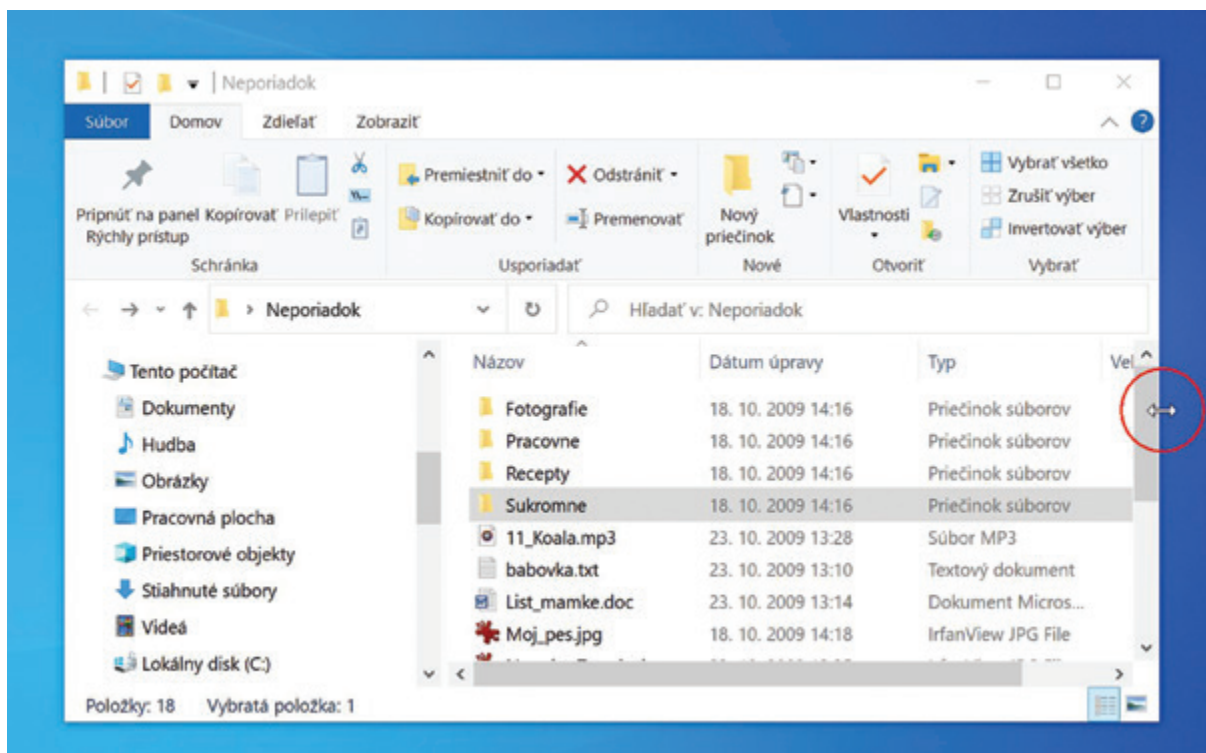 Neporiadok
Súbor Domov Zdieľať Zobraziť
Pripnúť na panel Rýchly prístup
Kopírovať
Prilepiť
Schránka
Premiestniť do
Kopírovať do
Odstrániť
Premenovať
Usporiadať
Nový priečinok
Nové
Vlastnosti
Otvoriť
Vybrať všetko
Zrušiť výber
Invertovať výber
Vybrať
Neporiadok
Hľadať v: Neporiadok
Tento počítač
Dokumenty
Hudba
Obrázky
Pracovná plocha
Priestorové objekty
Stiahnuté súbory
Videá
Lokálny disk (C:)
Názov Dátum úpravy Typ Veľ
Fotografie 18. 10. 2009 14:16 Priečinok súborov
Pracovne 18. 10. 2009 14:16 Priečinok súborov
Recepty 18. 10. 2009 14:16 Priečinok súborov
Sukromne 18. 10. 2009 14:16 Priečinok súborov
11_Koala.mp3 23. 10. 2009 13:28 Súbor MP3
babovka.txt 23. 10. 2009 13:10 Textový dokument
List_mamke.doc 23. 10. 2009 13:14 Dokument Micros...
Moj_pes.jpg 18. 10. 2009 14:18 IrfanView JPG File
Položky: 18 Vybratá položka: 1